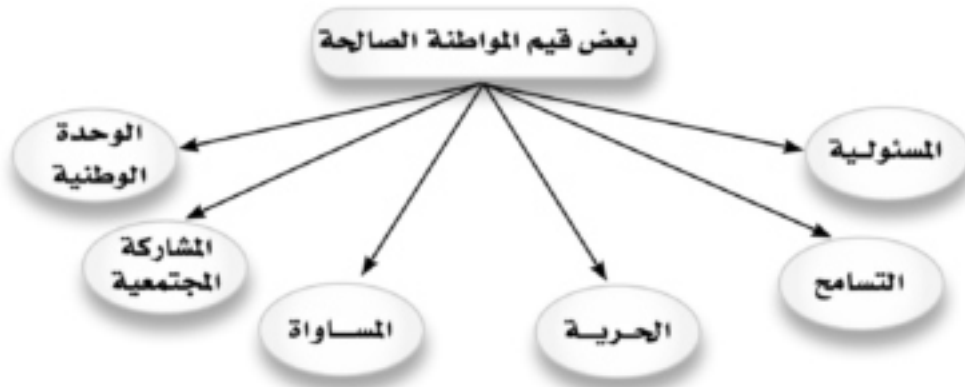 بعض قيم المواطنة الصالحة
المسئولية
التسامح
الحرية
المساواة
المشاركة
المجتمعية
الوحدة
الوطنية